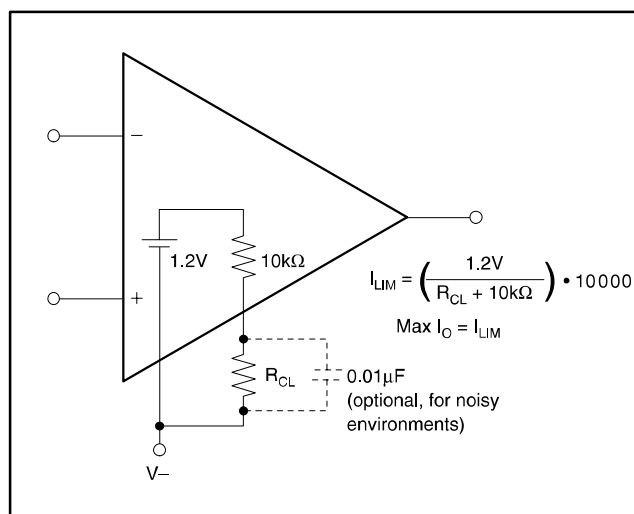 −
1.2V
10kΩ
+
I_LIM = (1.2V / (R_CL + 10kΩ)) • 10000
Max I_O = I_LIM
R_CL
0.01μF
(optional, for noisy
environments)
V−